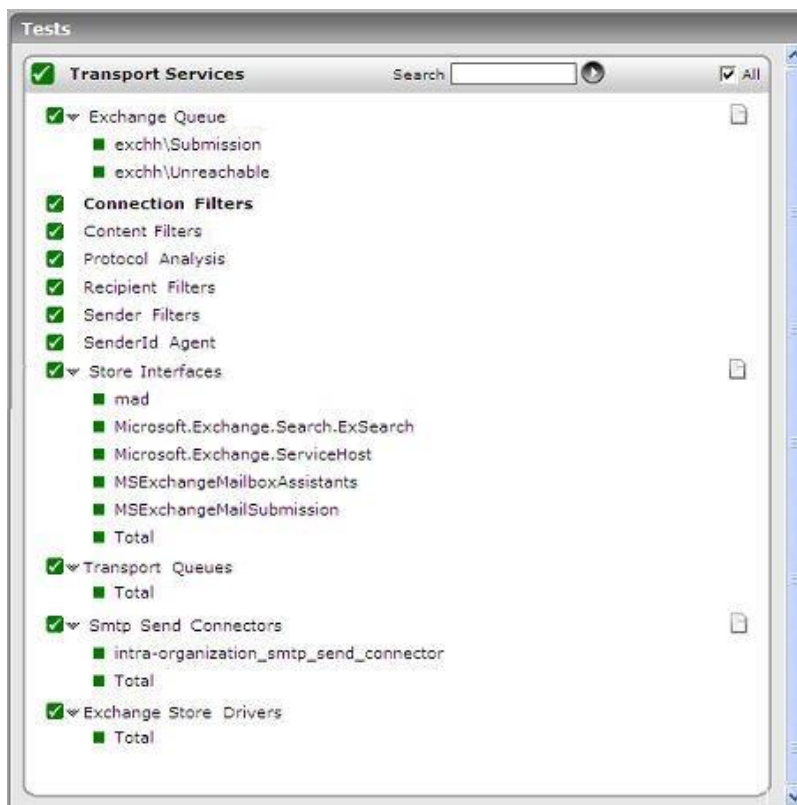 Tests
Transport Services Search All
Exchange Queue
exchh\Submission
exchh\Unreachable
Connection Filters
Content Filters
Protocol Analysis
Recipient Filters
Sender Filters
SenderId Agent
Store Interfaces
mad
Microsoft.Exchange.Search.ExSearch
Microsoft.Exchange.ServiceHost
MSExchangeMailboxAssistants
MSExchangeMailSubmission
Total
Transport Queues
Total
Smtp Send Connectors
intra-organization_smtp_send_connector
Total
Exchange Store Drivers
Total